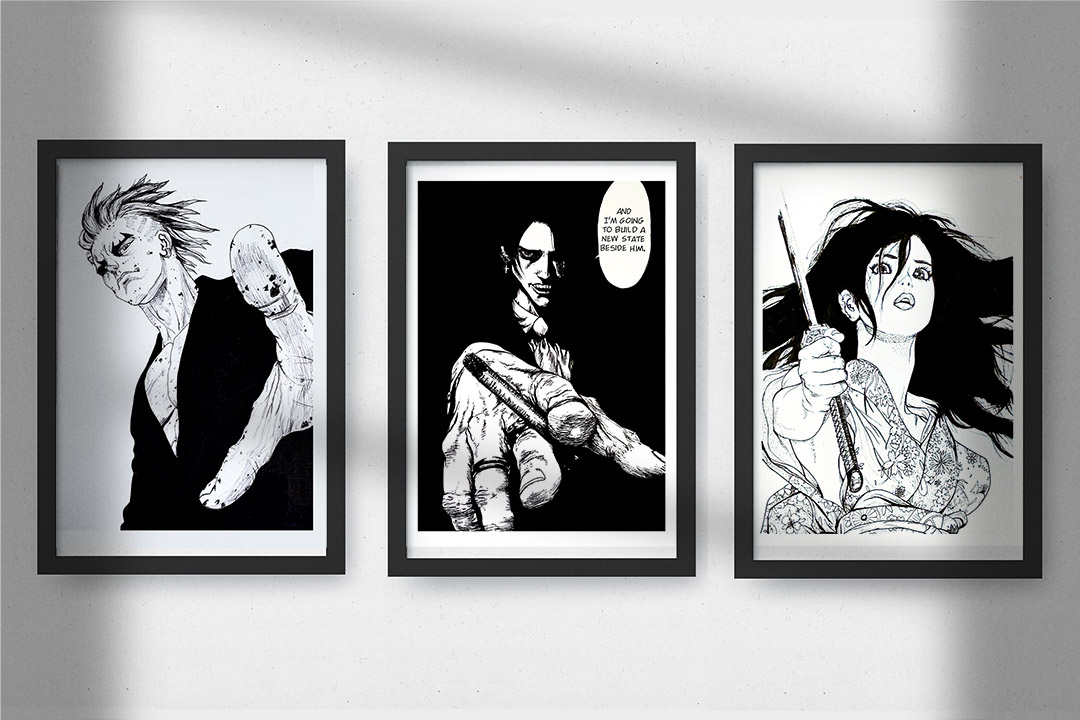 AND
I'M GOING
TO BUILD A
NEW STATE
BESIDE HIM.